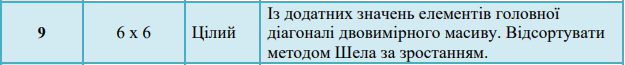 9
6 x 6
Цілий
Із додатних значень елементів головної
діагоналі двовимірного масиву. Відсортувати
методом Шела за зростанням.